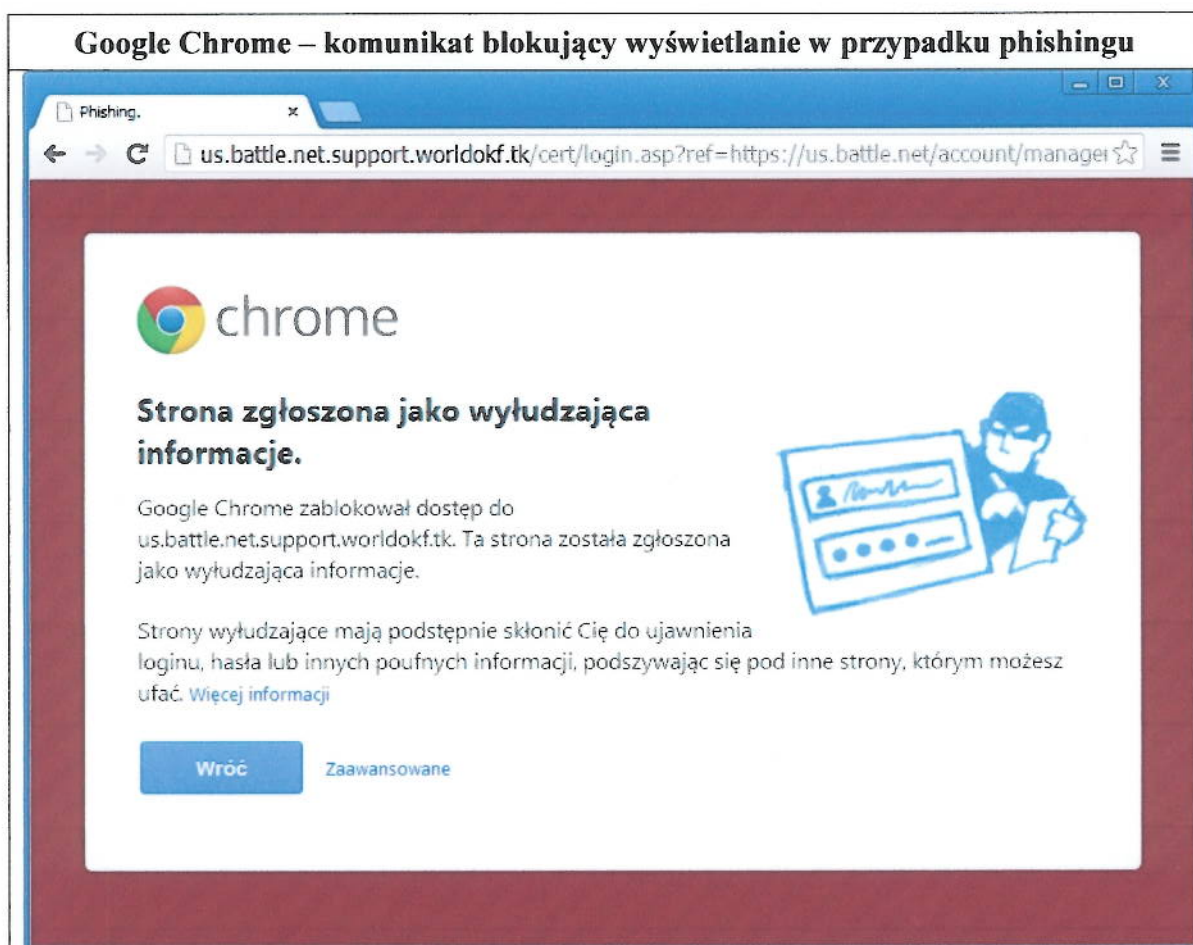 Google Chrome – komunikat blokujący wyświetlanie w przypadku phishingu
Phishing.
us.battle.net.support.worldokf.tk/cert/login.asp?ref=https://us.battle.net/account/manager
chrome
Strona zgłoszona jako wyłudzająca
informacje.
Google Chrome zablokował dostęp do
us.battle.net.support.worldokf.tk. Ta strona została zgłoszona
jako wyłudzająca informacje.
Strony wyłudzające mają podstępnie skłonić Cię do ujawnienia
loginu, hasła lub innych poufnych informacji, podszywając się pod inne strony, którym możesz
ufać. Więcej informacji
Wróć Zaawansowane